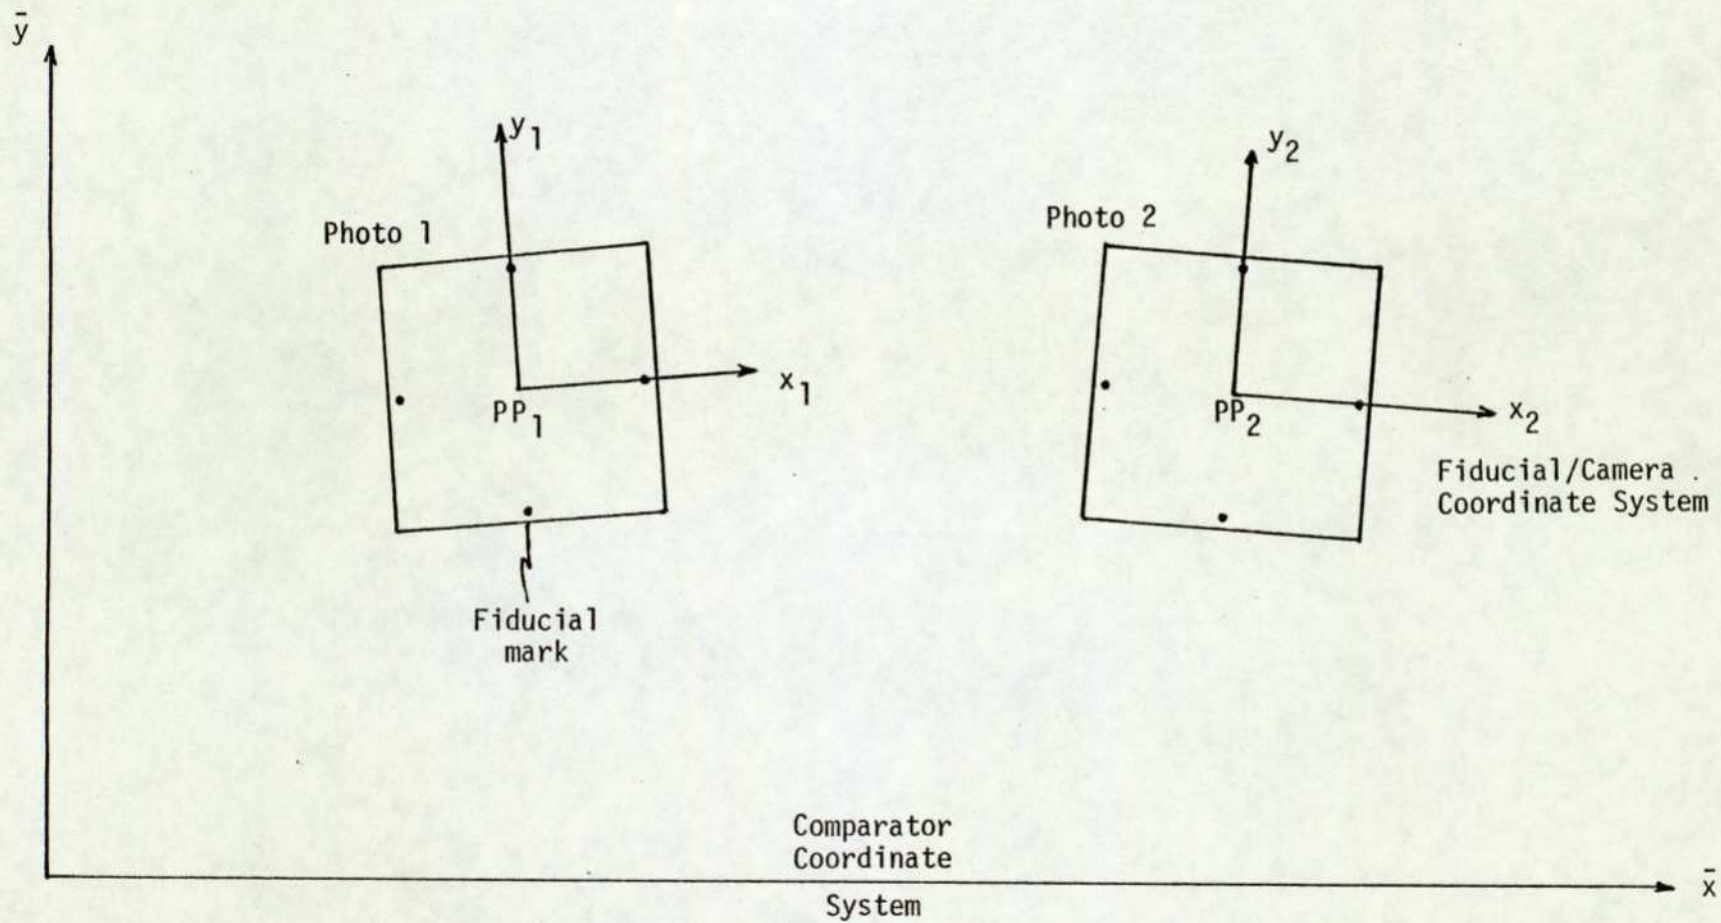 ȳ
y1
y2
Photo 1
Photo 2
x1
PP1
PP2
x2
Fiducial/Camera
Coordinate System
Fiducial
mark
Comparator
Coordinate
System
x̄